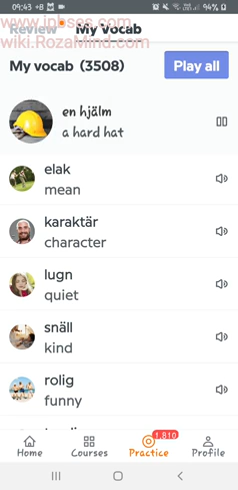 09:43 +B 94%
www.inbses.com
Review My Vocab
wiki.RozaMind.com
My vocab (3508) Play all
en hjälm
a hard hat
elak
mean
karaktär
character
lugn
quiet
snäll
kind
rolig
funny
1,810
Home Courses Practice Profile